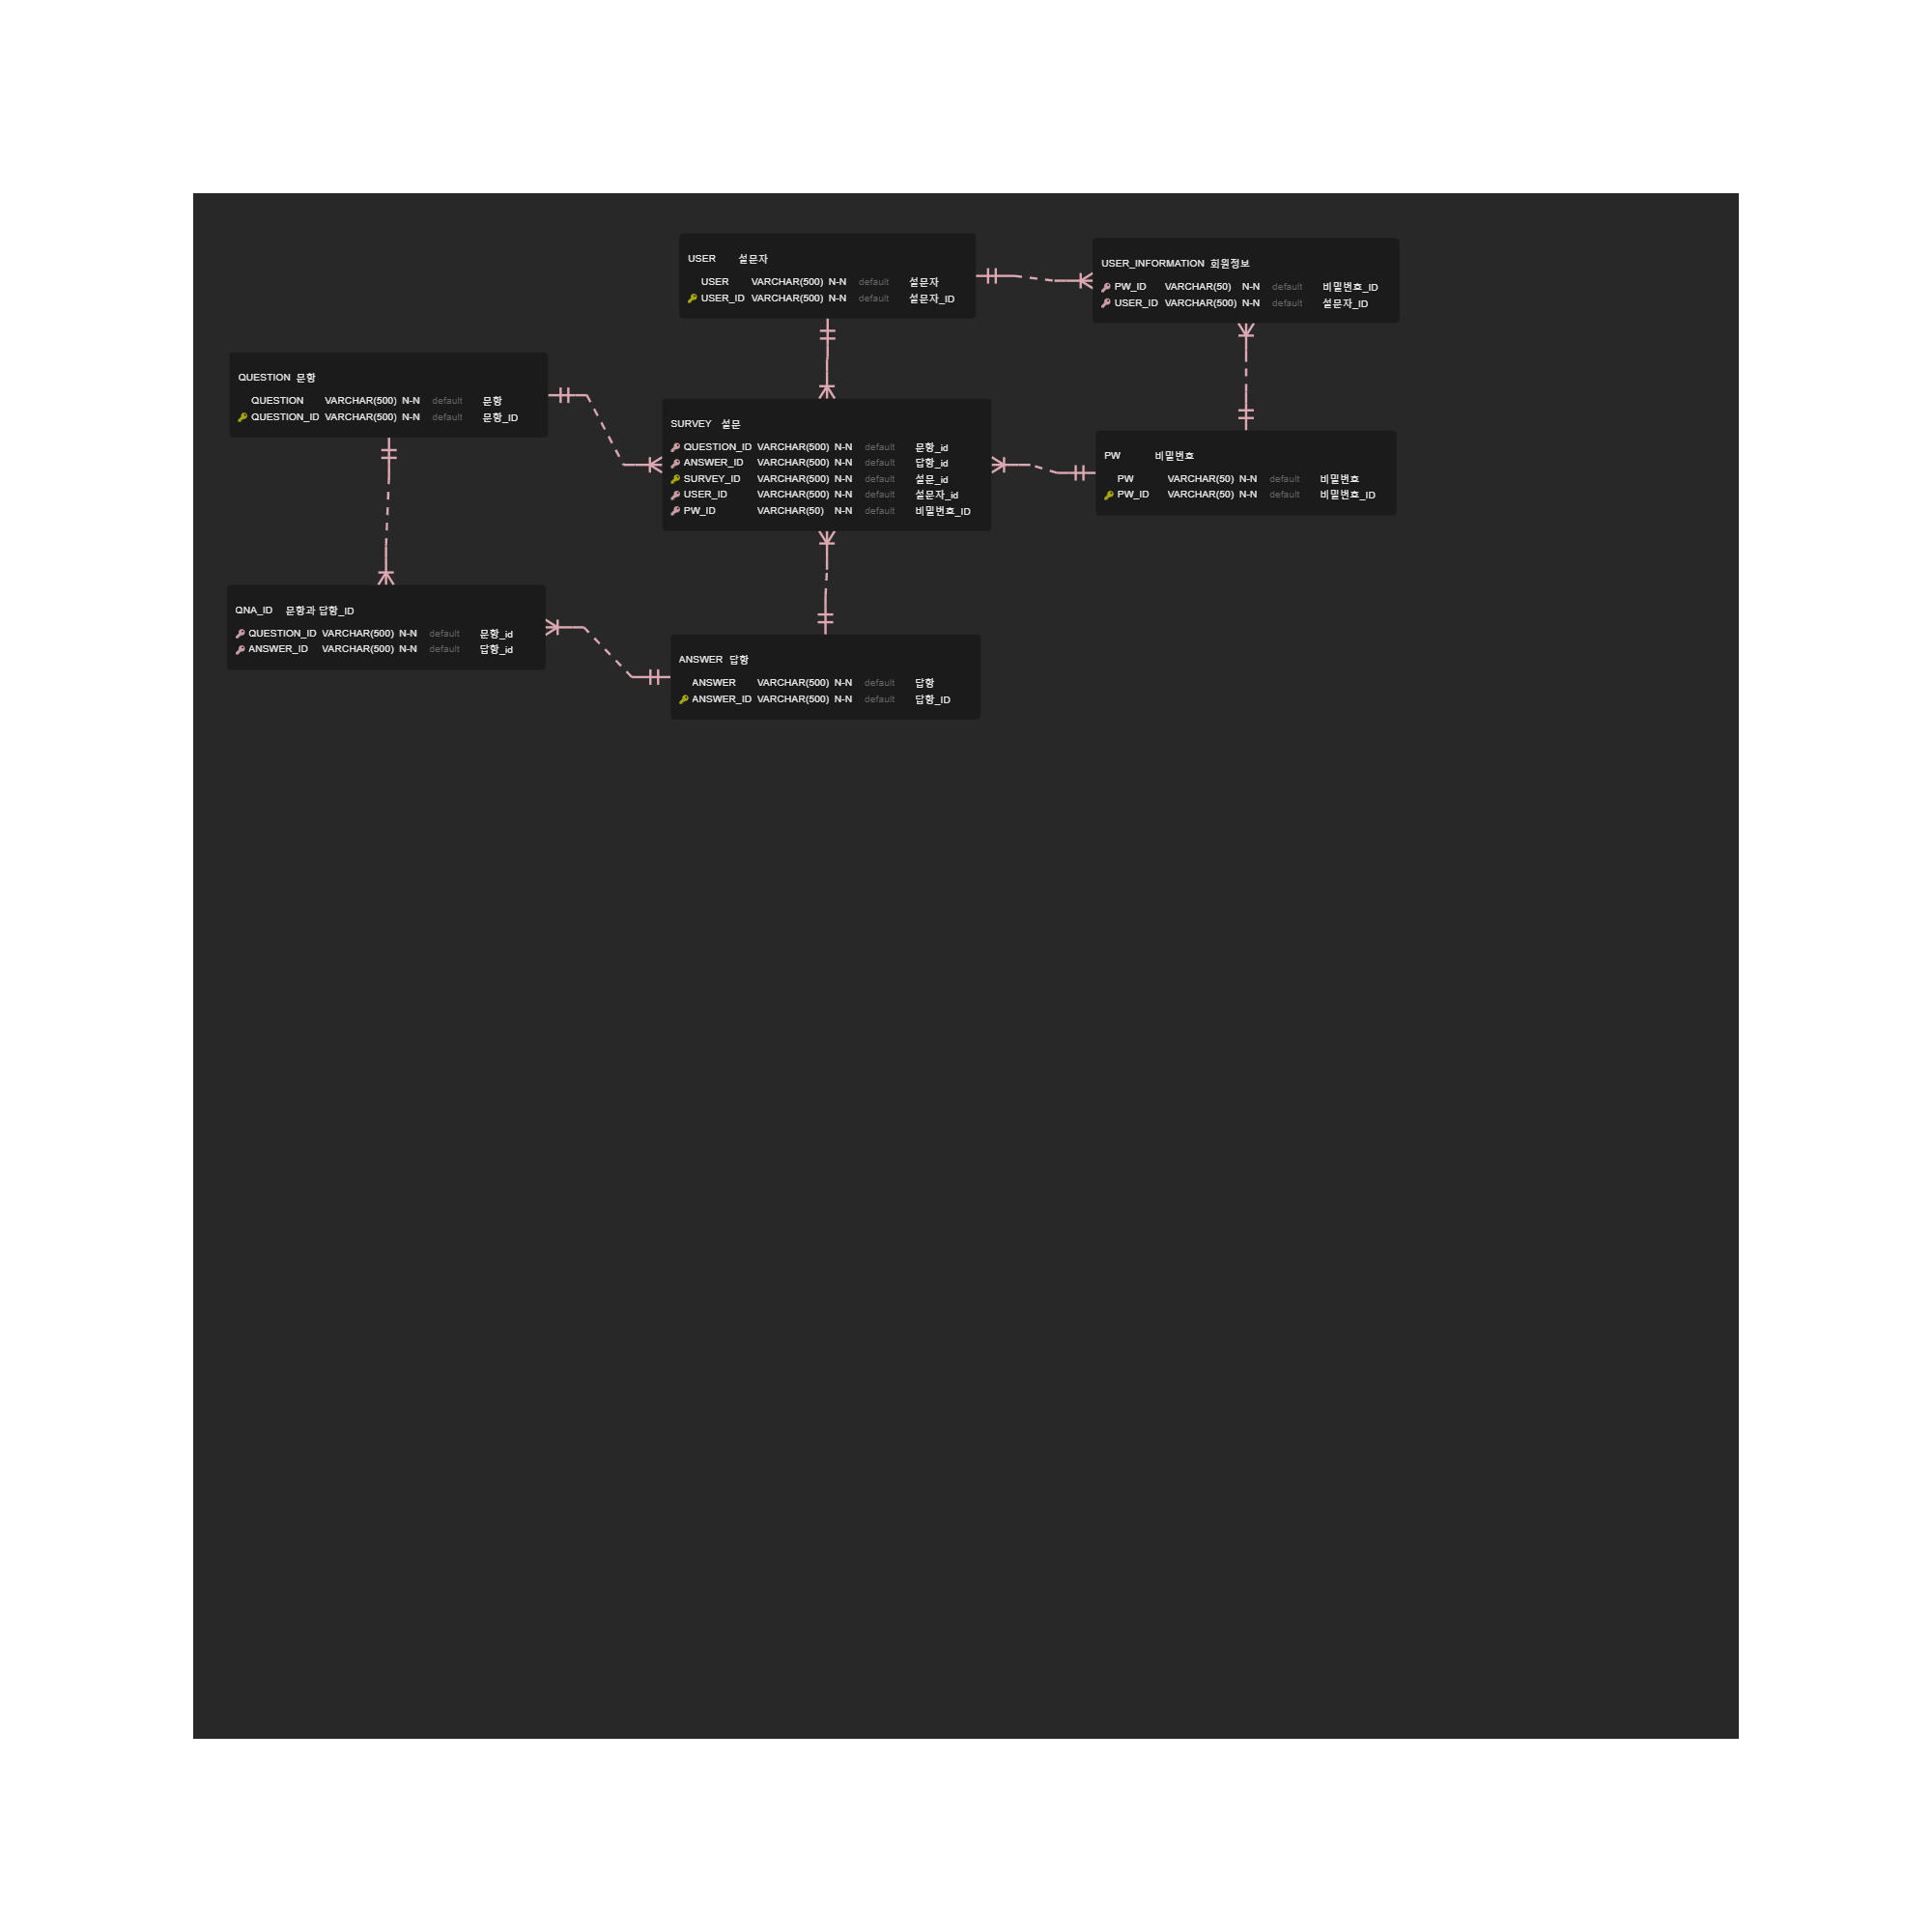 USER 설문자
USER VARCHAR(500) N-N default 설문자
USER_ID VARCHAR(500) N-N default 설문자_ID
USER_INFORMATION 회원정보
PW_ID VARCHAR(50) N-N default 비밀번호_ID
USER_ID VARCHAR(500) N-N default 설문자_ID
QUESTION 문항
QUESTION VARCHAR(500) N-N default 문항
QUESTION_ID VARCHAR(500) N-N default 문항_ID
SURVEY 설문
QUESTION_ID VARCHAR(500) N-N default 문항_id
ANSWER_ID VARCHAR(500) N-N default 답항_id
SURVEY_ID VARCHAR(500) N-N default 설문_id
USER_ID VARCHAR(500) N-N default 설문자_id
PW_ID VARCHAR(50) N-N default 비밀번호_ID
PW 비밀번호
PW VARCHAR(50) N-N default 비밀번호
PW_ID VARCHAR(50) N-N default 비밀번호_ID
QNA_ID 문항과 답항_ID
QUESTION_ID VARCHAR(500) N-N default 문항_id
ANSWER_ID VARCHAR(500) N-N default 답항_id
ANSWER 답항
ANSWER VARCHAR(500) N-N default 답항
ANSWER_ID VARCHAR(500) N-N default 답항_ID